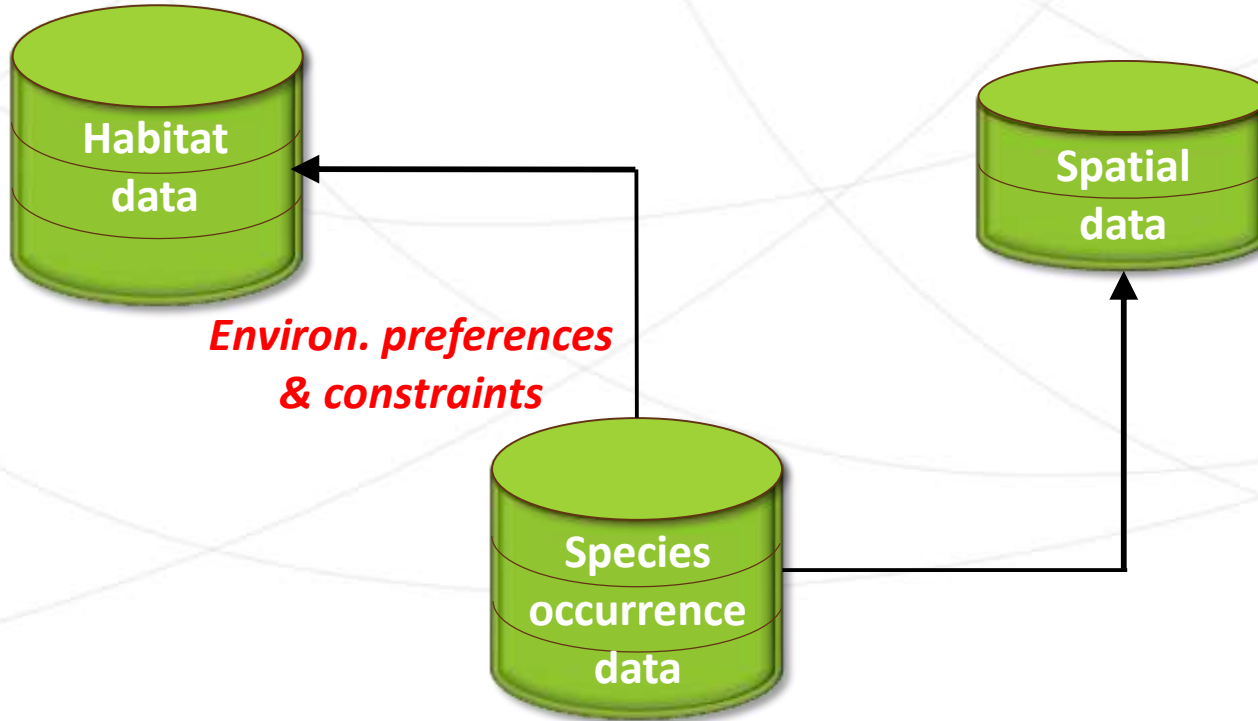 Habitat
data
Spatial
data
Environ. preferences
& constraints
Species
occurrence
data